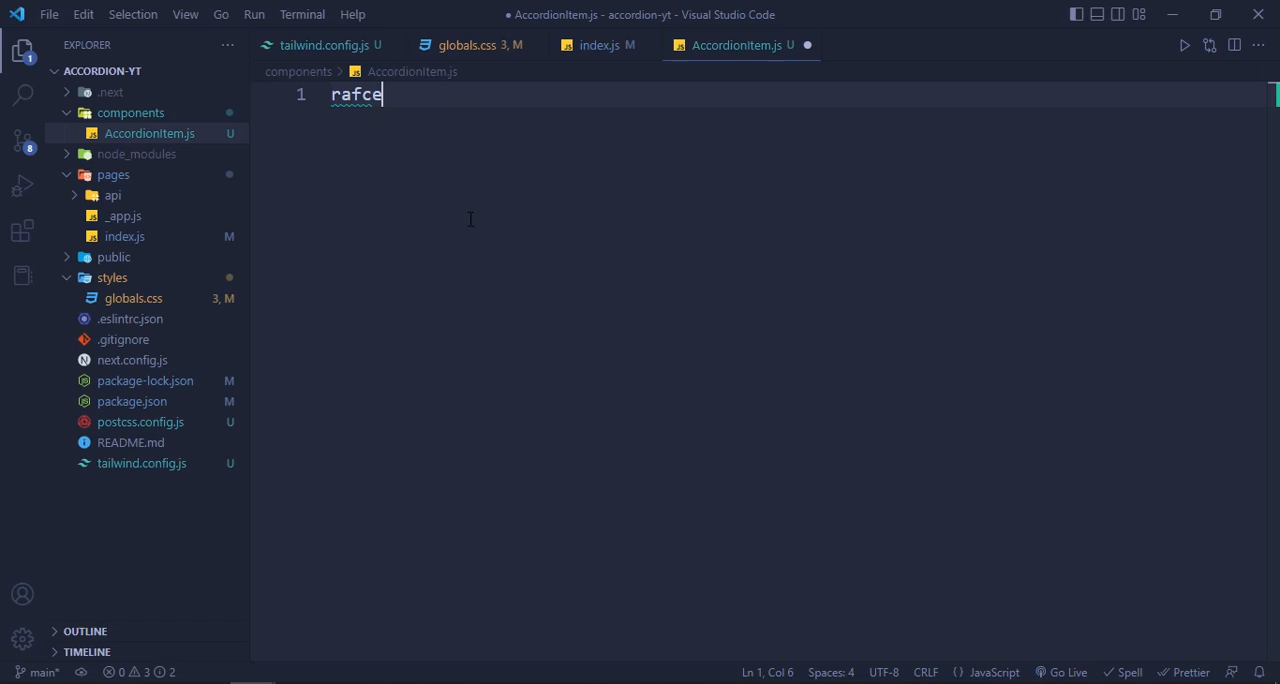 File Edit Selection View Go Run Terminal Help
● AccordionItem.js - accordion-yt - Visual Studio Code
EXPLORER ···
tailwind.config.js U
globals.css 3, M
index.js M
AccordionItem.js U ●
1
ACCORDION-YT
components > AccordionItem.js
.next
1 rafce
components
AccordionItem.js U
8
node_modules
pages
api
_app.js
index.js M
public
styles
globals.css 3, M
.eslintrc.json
.gitignore
next.config.js
package-lock.json M
package.json M
postcss.config.js U
README.md
tailwind.config.js U
OUTLINE
TIMELINE
main* 0 3 2 Ln 1, Col 6 Spaces: 4 UTF-8 CRLF JavaScript Go Live Spell Prettier